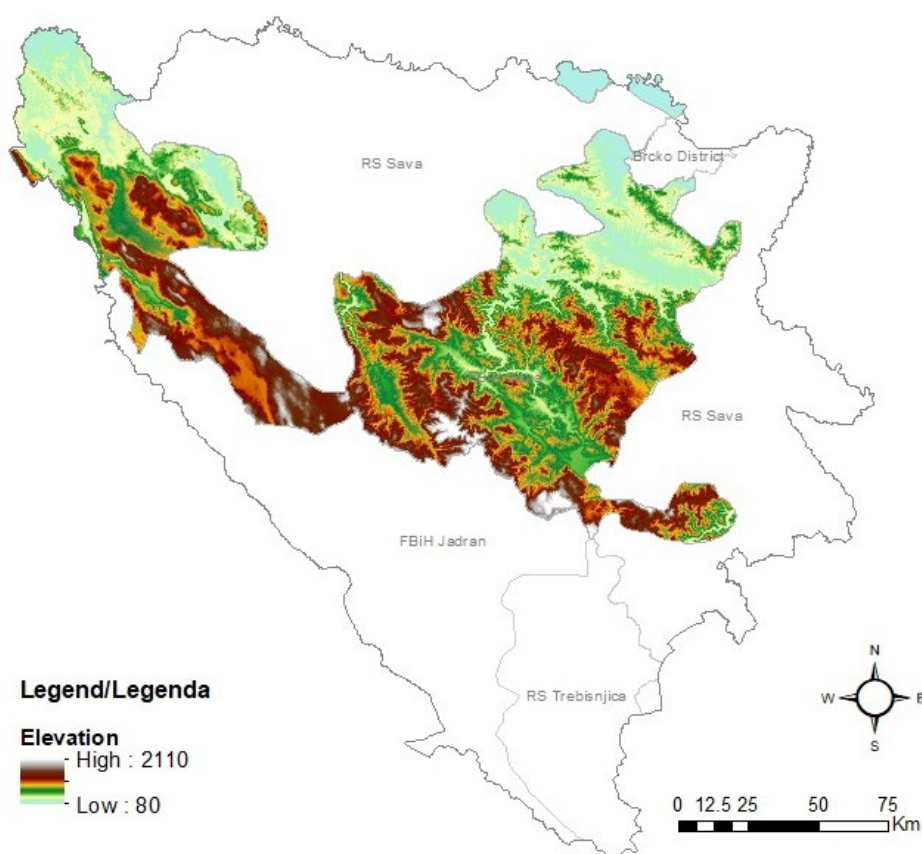 RS Sava
Brcko District
RS Sava
FBiH Jadran
RS Trebisnjica
N
W
E
S
Legend/Legenda
Elevation
High : 2110
Low : 80
0 12.5 25 50 75
Km